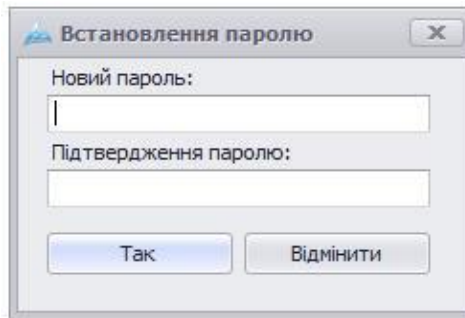 Встановлення паролю
Новий пароль:
Підтвердження паролю:
Так Відмінити